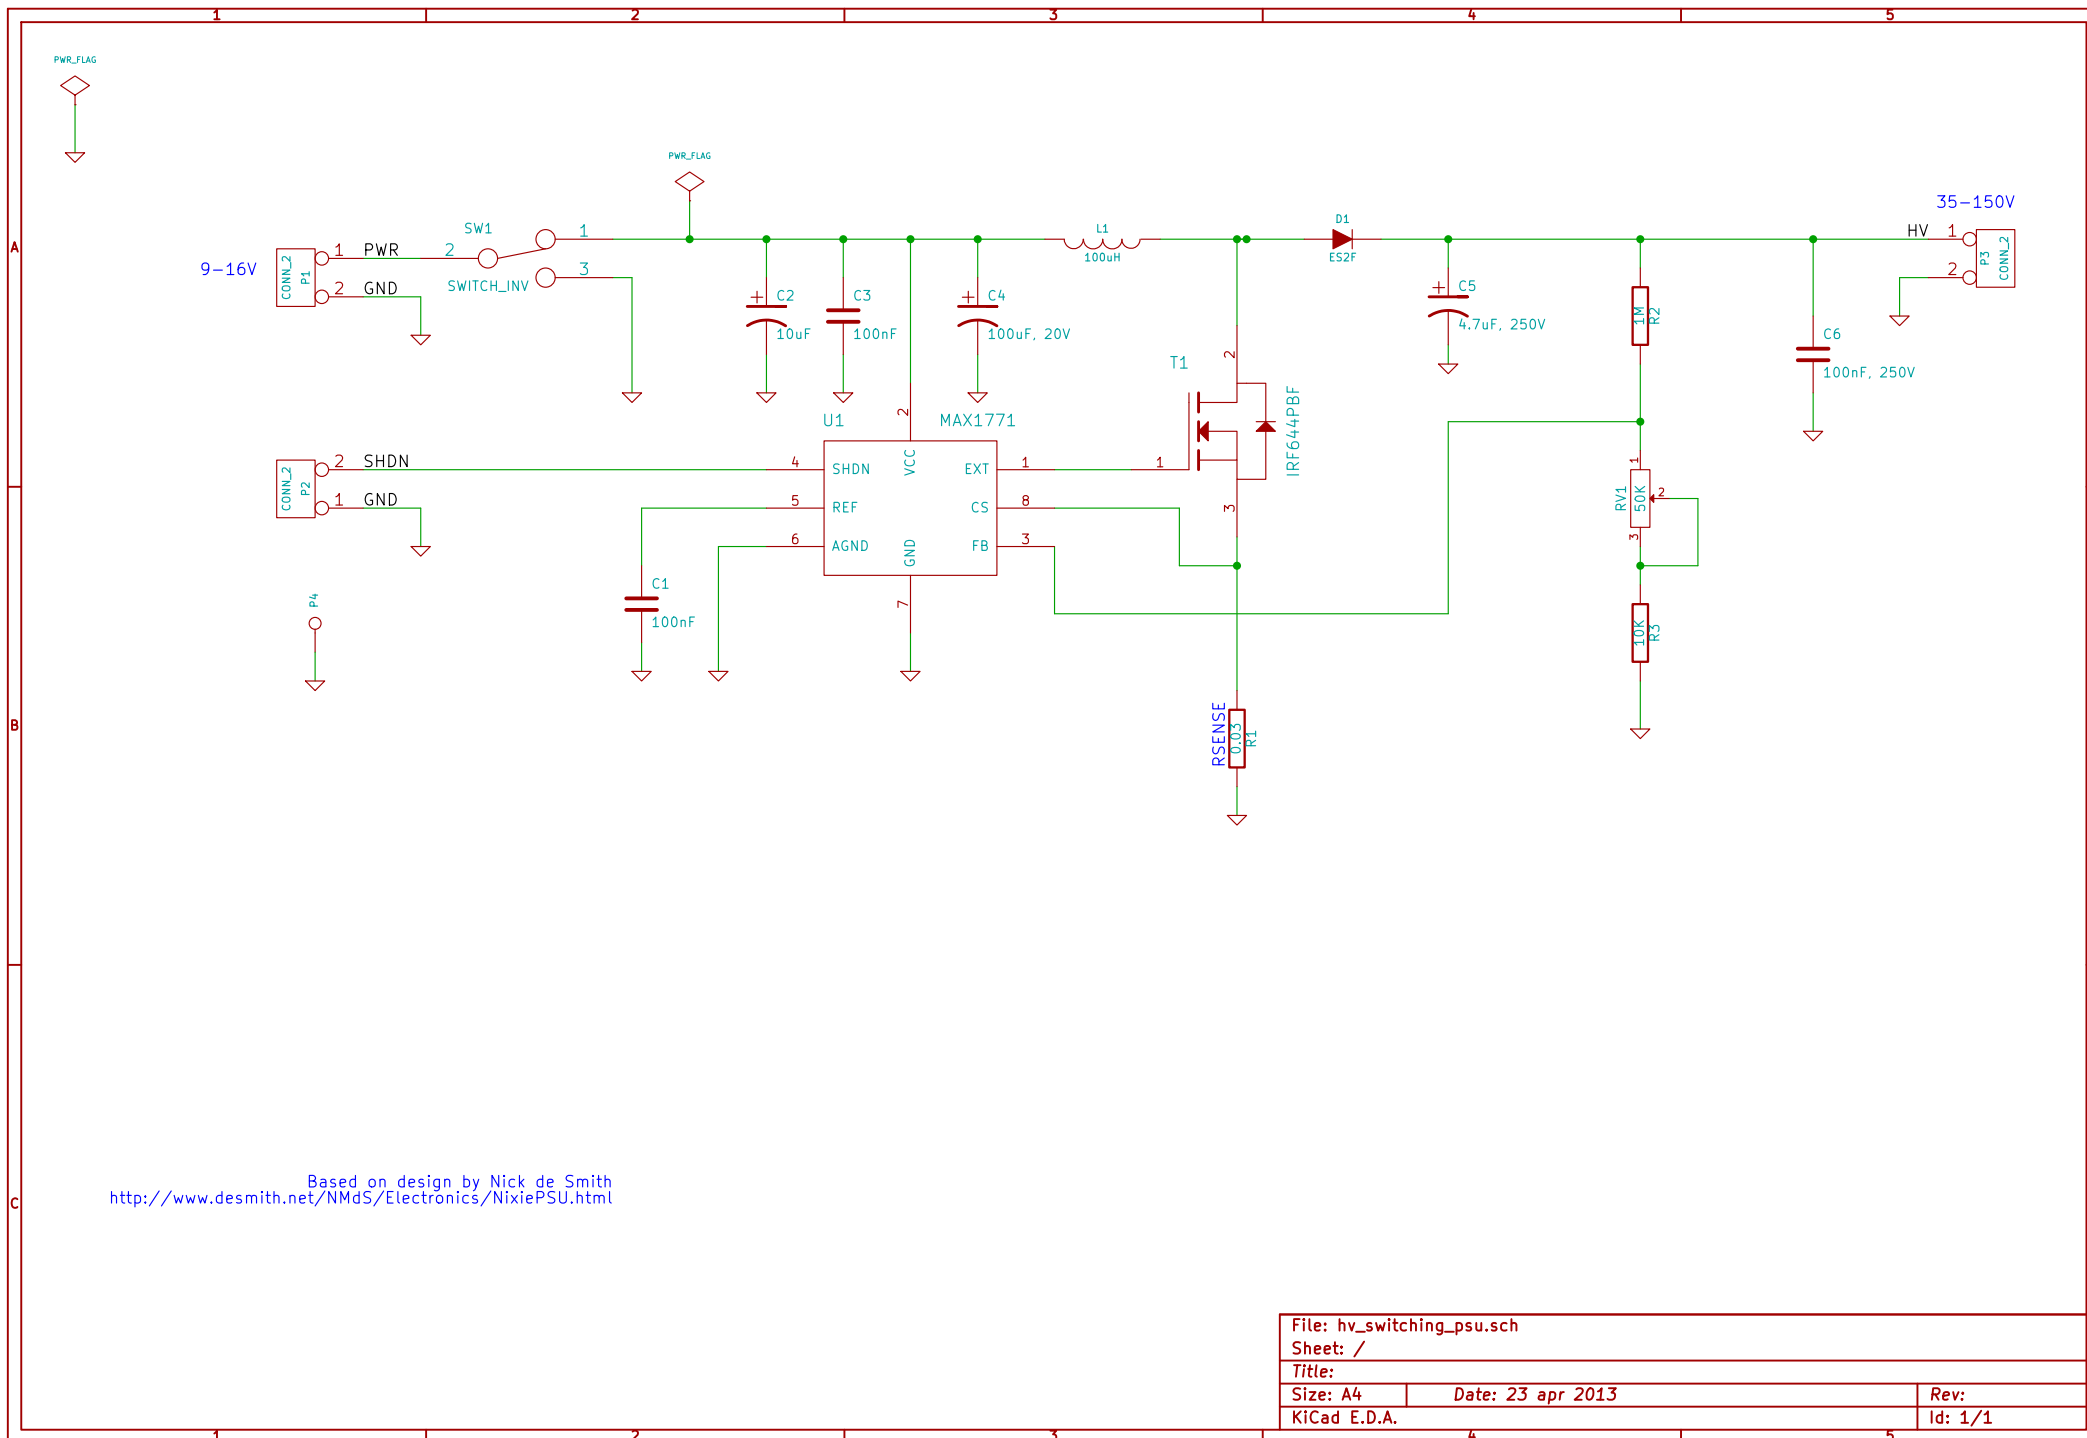 1 2 3 4 5
A
B
C
PWR_FLAG
PWR_FLAG
9-16V
CONN_2
P1
1 PWR
2 GND
SW1
2
1
3
SWITCH_INV
C2
10uF
C3
100nF
C4
100uF, 20V
L1
100uH
D1
ES2F
C5
4.7uF, 250V
1M
R2
C6
100nF, 250V
35-150V
HV
1
2
P3
CONN_2
T1
2
1
3
IRF644PBF
U1
MAX1771
2
VCC
4 SHDN
5 REF
6 AGND
EXT 1
CS 8
FB 3
GND
7
CONN_2
P2
2 SHDN
1 GND
P4
C1
100nF
RV1
50K
1
2
3
10K
R3
RSENSE
0.03
R1
Based on design by Nick de Smith
http://www.desmith.net/NMdS/Electronics/NixiePSU.html
File: hv_switching_psu.sch
Sheet: /
Title:
Size: A4 Date: 23 apr 2013 Rev:
KiCad E.D.A. Id: 1/1
1 2 3 4 5